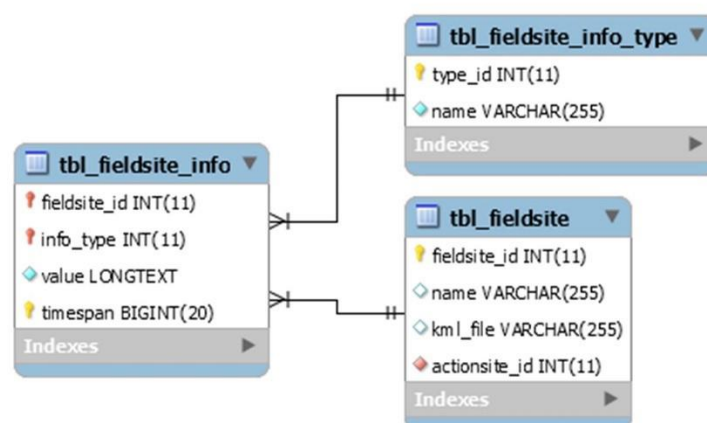 tbl_fieldsite_info_type
type_id INT(11)
name VARCHAR(255)
Indexes
tbl_fieldsite_info
fieldsite_id INT(11)
info_type INT(11)
value LONGTEXT
timespan BIGINT(20)
Indexes
tbl_fieldsite
fieldsite_id INT(11)
name VARCHAR(255)
kml_file VARCHAR(255)
actionsite_id INT(11)
Indexes